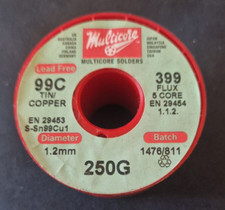 Multicore
MULTICORE SOLDERS
Lead Free
99C
TIN/
COPPER
EN 29453
S-Sn99Cu1
Diameter
1.2mm
399
FLUX
5 CORE
EN 29454
1.1.2.
Batch
1476/811
250G